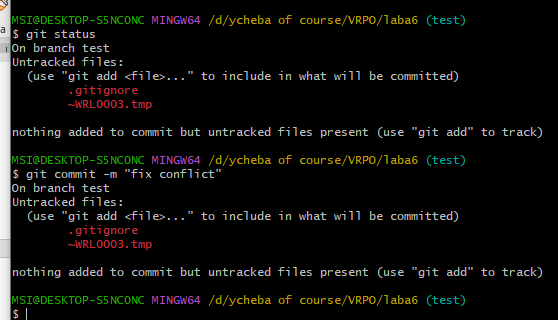 MSI@DESKTOP-S5NCONC MINGW64 /d/ycheba of course/VRPO/laba6 (test)
$ git status
On branch test
Untracked files:
  (use "git add <file>..." to include in what will be committed)
        .gitignore
        ~WRL0003.tmp

nothing added to commit but untracked files present (use "git add" to track)

MSI@DESKTOP-S5NCONC MINGW64 /d/ycheba of course/VRPO/laba6 (test)
$ git commit -m "fix conflict"
On branch test
Untracked files:
  (use "git add <file>..." to include in what will be committed)
        .gitignore
        ~WRL0003.tmp

nothing added to commit but untracked files present (use "git add" to track)

MSI@DESKTOP-S5NCONC MINGW64 /d/ycheba of course/VRPO/laba6 (test)
$